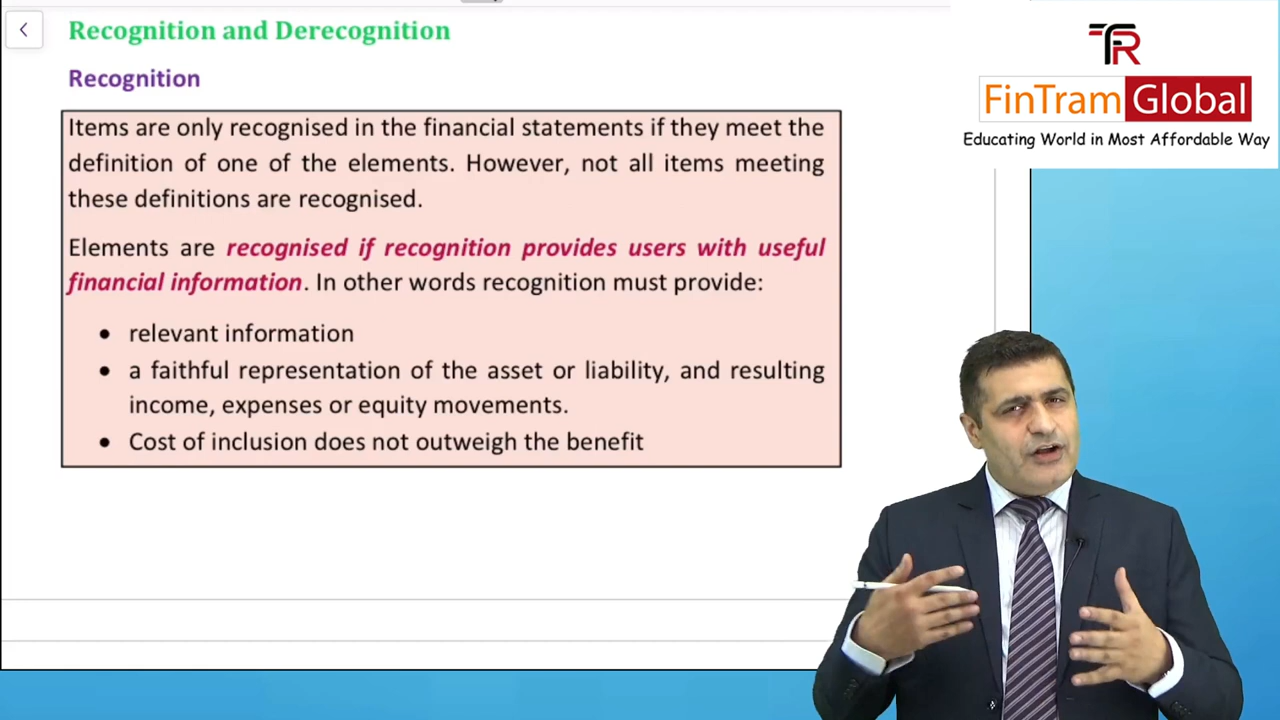 Recognition and Derecognition
Recognition
Items are only recognised in the financial statements if they meet the
definition of one of the elements. However, not all items meeting
these definitions are recognised.
Elements are recognised if recognition provides users with useful
financial information. In other words recognition must provide:
• relevant information
• a faithful representation of the asset or liability, and resulting
income, expenses or equity movements.
• Cost of inclusion does not outweigh the benefit
TFR
FinTram Global
Educating World in Most Affordable Way